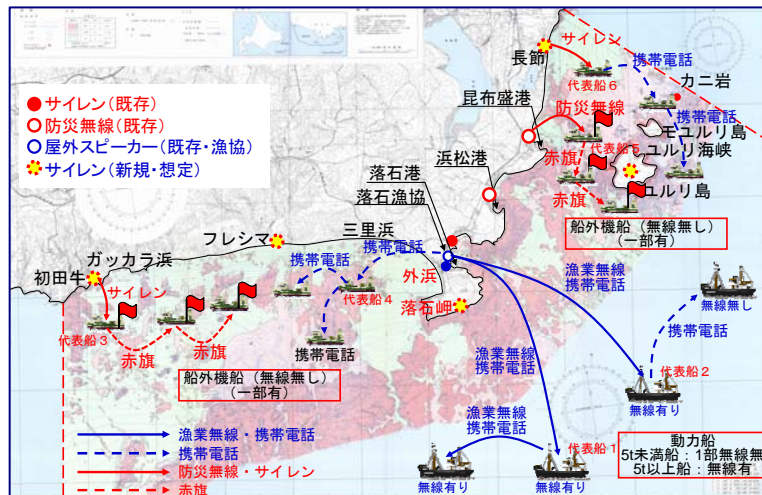 サイレン
長節
携帯電話
カニ岩
代表船6
サイレン(既存)
防災無線(既存)
屋外スピーカー(既存・漁協)
サイレン(新規・想定)
昆布盛港
防災無線
携帯電話
モユルリ島
代表船5
ユルリ海峡
赤旗
浜松港
赤旗
ユルリ島
落石港
落石漁協
船外機船(無線無し)
(一部有)
三里浜
フレシマ
ガッカラ浜
初田牛
携帯電話
携帯電話
外浜
漁業無線
携帯電話
サイレン
代表船4
落石岬
無線無し
携帯電話
代表船3
赤旗
赤旗
携帯電話
漁業無線
携帯電話
代表船2
船外機船(無線無し)
(一部有)
無線有り
漁業無線
携帯電話
漁業無線・携帯電話
携帯電話
防災無線・サイレン
赤旗
代表船1
無線有り
無線有り
動力船
5t未満船:1部無線無
5t以上船:無線有